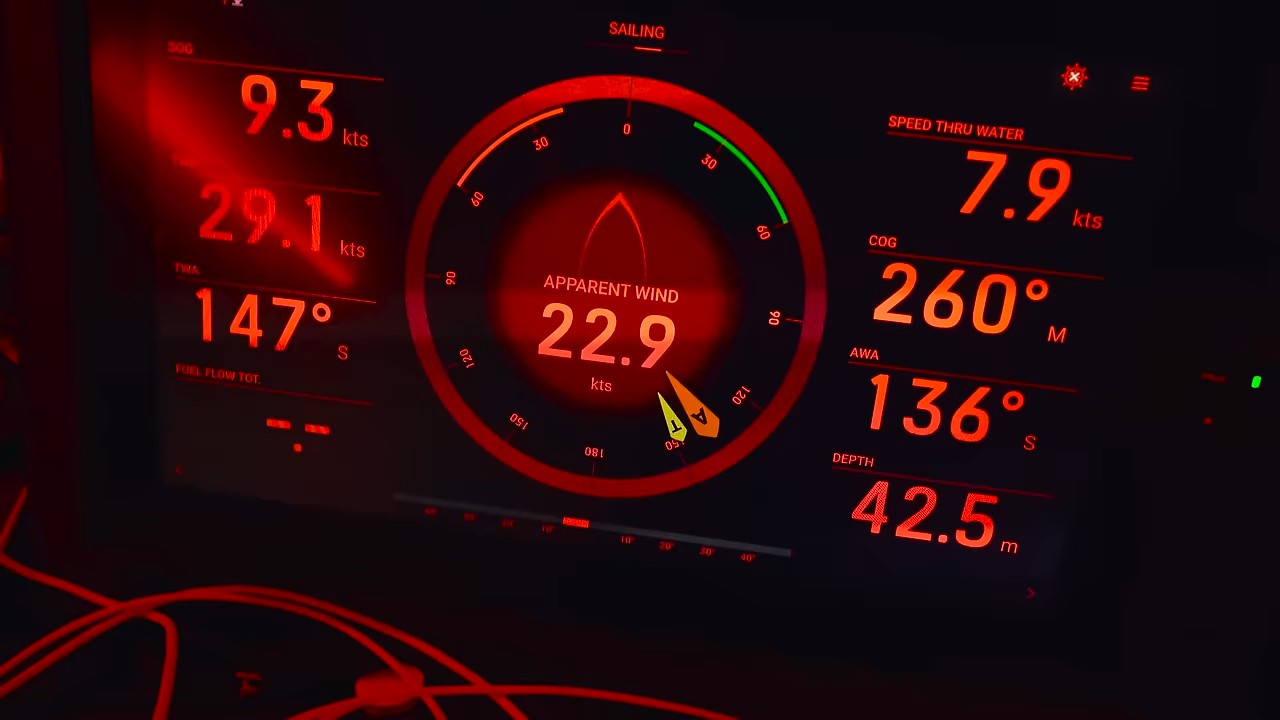 SAILING
SOG
9.3 kts
29.1 kts
TWA
147° S
FUEL FLOW TOT.
--.-
0
30
60
90
120
150
180
150
120
90
60
30
APPARENT WIND
22.9
kts
A
T
10° 20° 30° 40°
SPEED THRU WATER
7.9 kts
COG
260° M
AWA
136° S
DEPTH
42.5 m